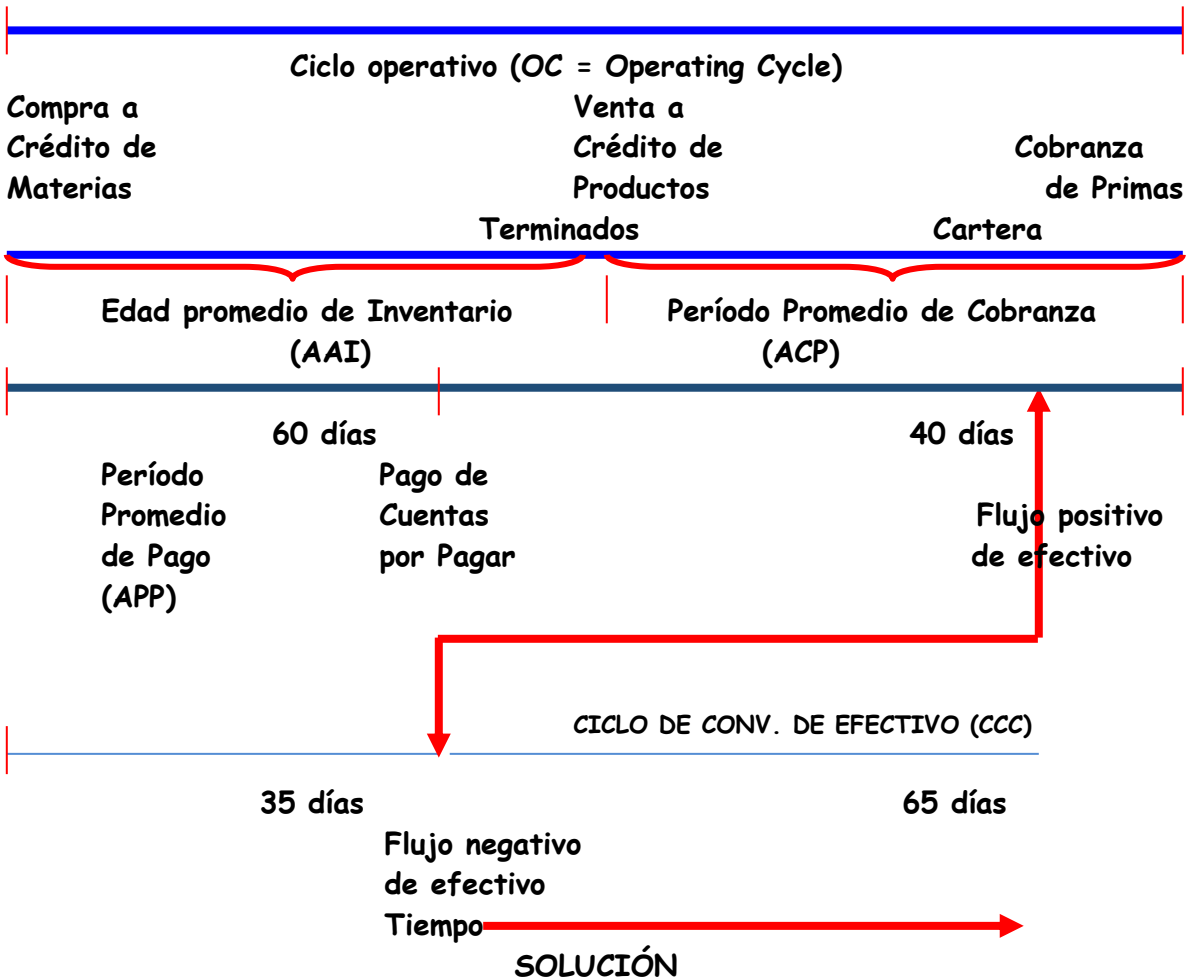 Ciclo operativo (OC = Operating Cycle)
Compra a Venta a
Crédito de Crédito de Cobranza
Materias Productos de Primas
Terminados Cartera
Edad promedio de Inventario Período Promedio de Cobranza
(AAI) (ACP)
60 días 40 días
Período Pago de
Promedio Cuentas Flujo positivo
de Pago por Pagar de efectivo
(APP)
CICLO DE CONV. DE EFECTIVO (CCC)
35 días 65 días
Flujo negativo
de efectivo
Tiempo
SOLUCIÓN